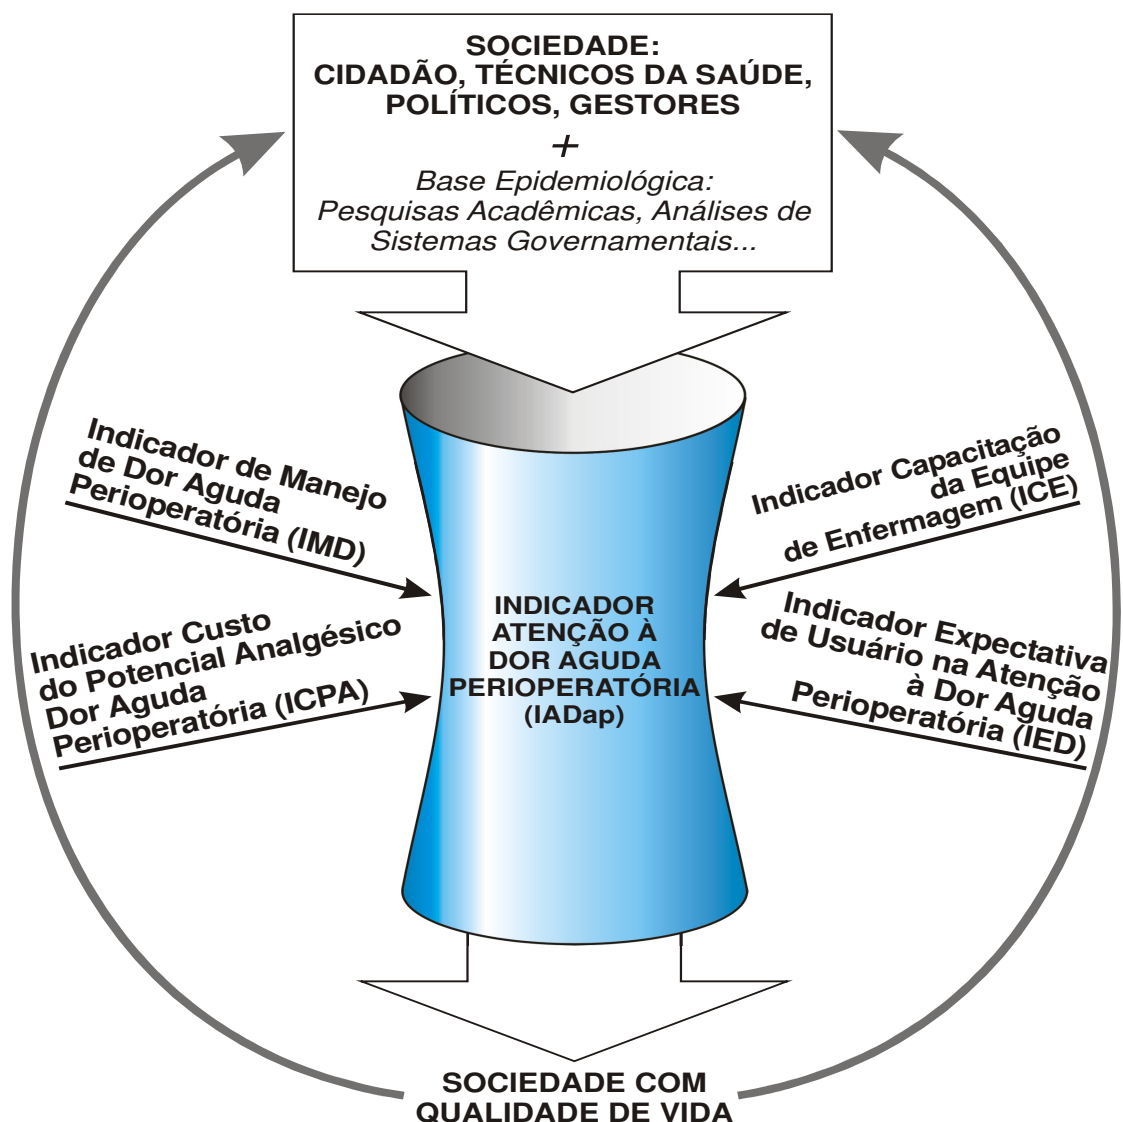 SOCIEDADE:
CIDADÃO, TÉCNICOS DA SAÚDE,
POLÍTICOS, GESTORES
+
Base Epidemiológica:
Pesquisas Acadêmicas, Análises de
Sistemas Governamentais...
Indicador de Manejo
de Dor Aguda
Perioperatória (IMD)
Indicador Custo
do Potencial Analgésico
Dor Aguda
Perioperatória (ICPA)
INDICADOR
ATENÇÃO À
DOR AGUDA
PERIOPERATÓRIA
(IADap)
Indicador Capacitação
da Equipe
de Enfermagem (ICE)
Indicador Expectativa
de Usuário na Atenção
à Dor Aguda
Perioperatória (IED)
SOCIEDADE COM
QUALIDADE DE VIDA